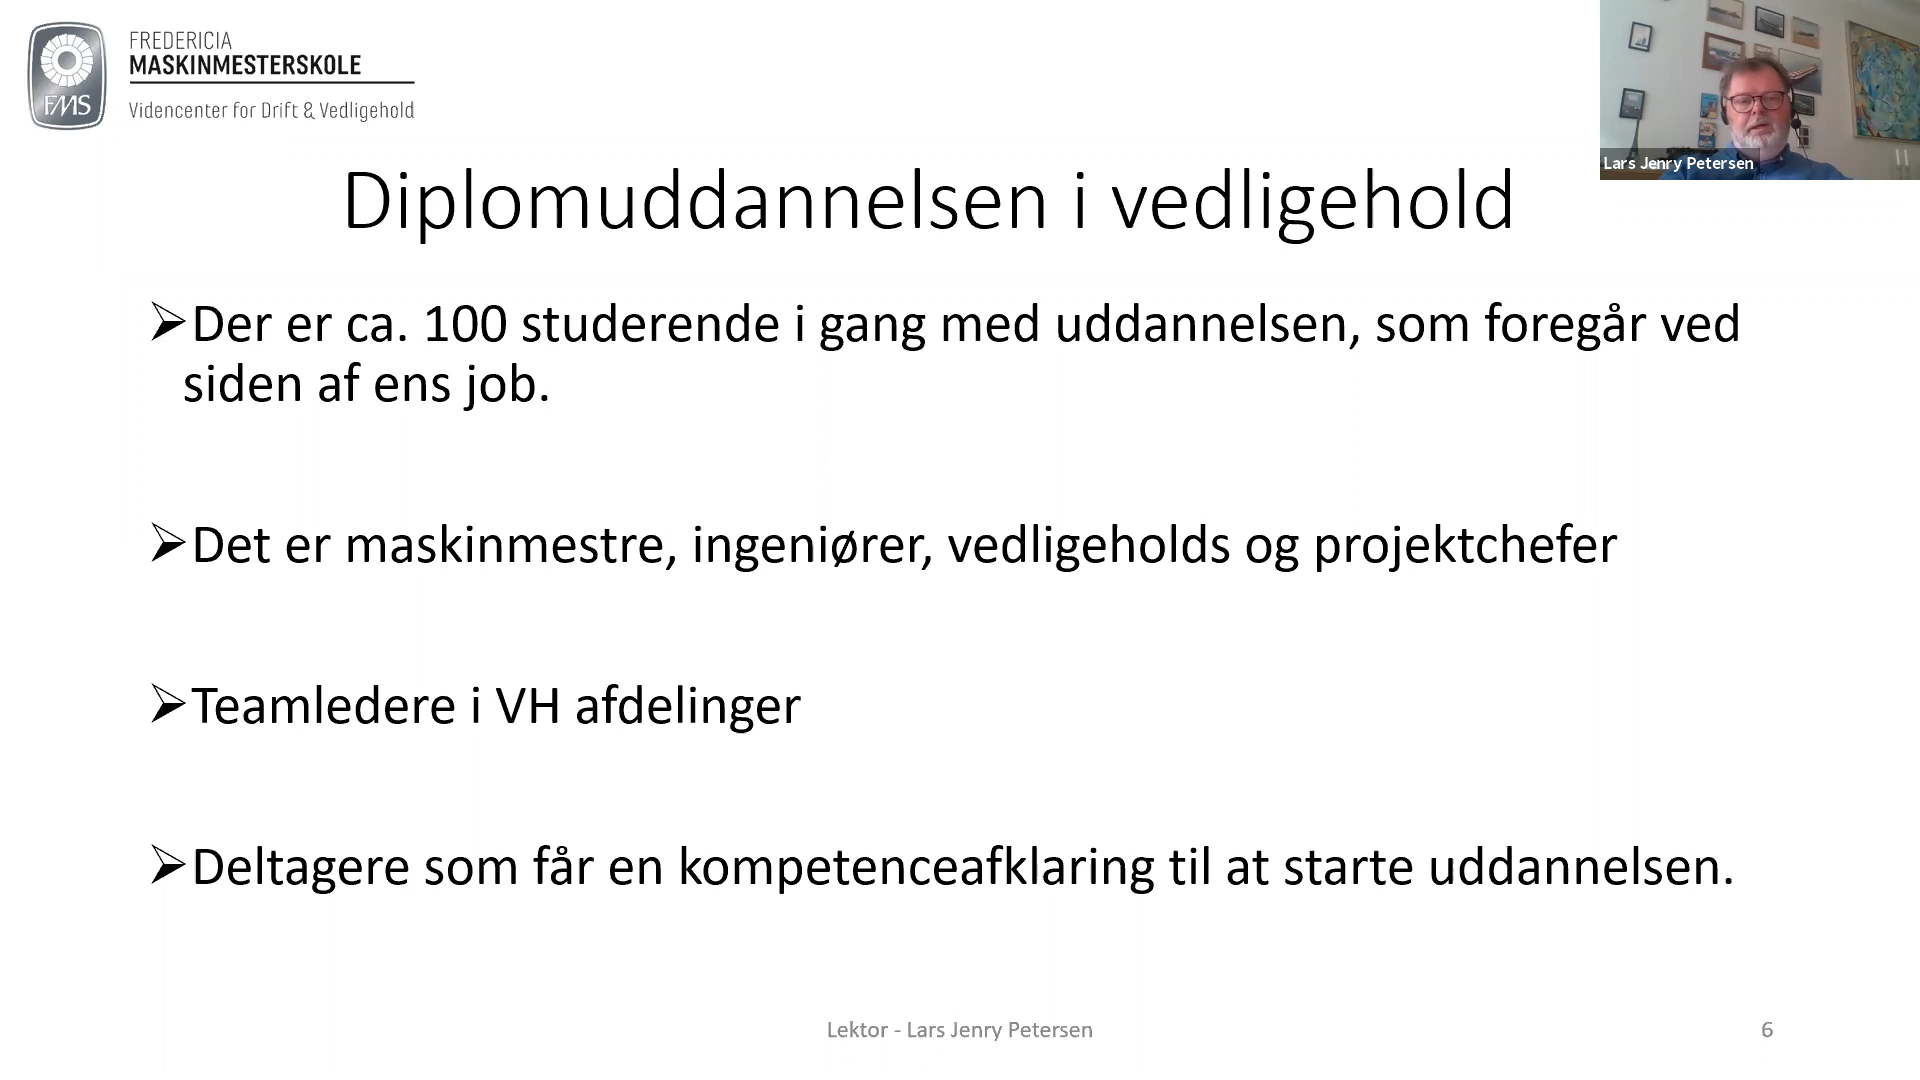 FREDERICIA
MASKINMESTERSKOLE
FMS
Videncenter for Drift & Vedligehold
Lars Jenry Petersen
Diplomuddannelsen i vedligehold
➢Der er ca. 100 studerende i gang med uddannelsen, som foregår ved
siden af ens job.
➢Det er maskinmestre, ingeniører, vedligeholds og projektchefer
➢Teamledere i VH afdelinger
➢Deltagere som får en kompetenceafklaring til at starte uddannelsen.
Lektor - Lars Jenry Petersen
6